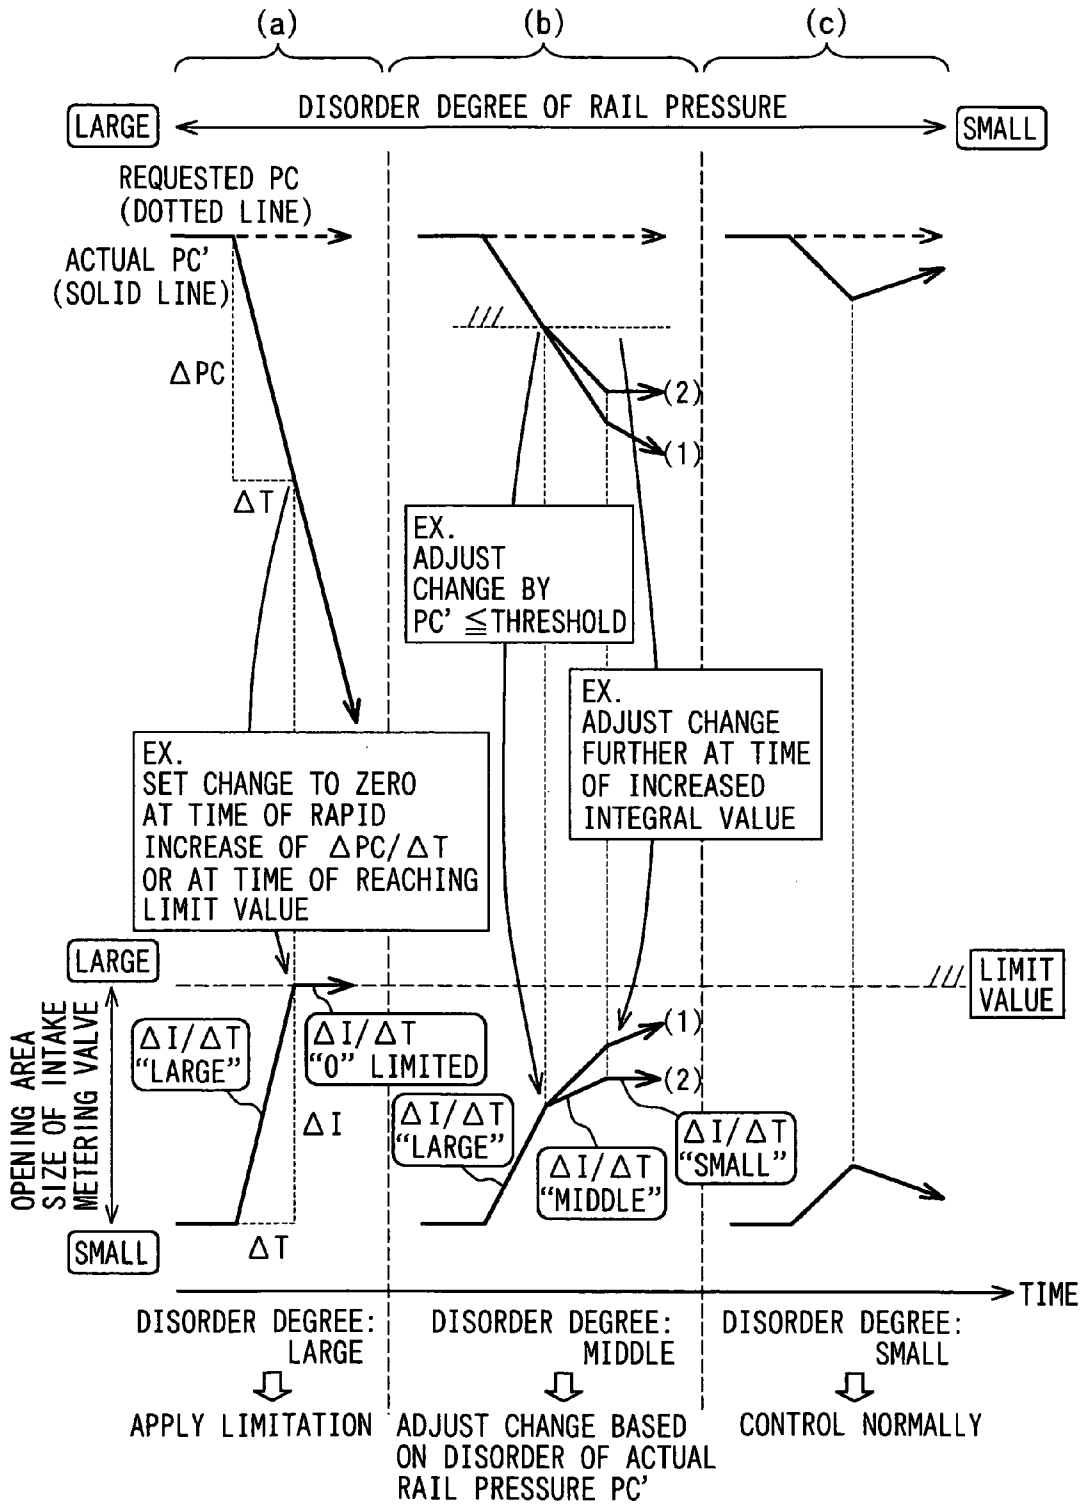 (a)
(b)
(c)
DISORDER DEGREE OF RAIL PRESSURE
LARGE
SMALL
REQUESTED PC
(DOTTED LINE)
ACTUAL PC'
(SOLID LINE)
ΔPC
ΔT
(2)
(1)
EX.
ADJUST
CHANGE BY
PC' ≦THRESHOLD
EX.
ADJUST CHANGE
FURTHER AT TIME
OF INCREASED
INTEGRAL VALUE
EX.
SET CHANGE TO ZERO
AT TIME OF RAPID
INCREASE OF ΔPC/ΔT
OR AT TIME OF REACHING
LIMIT VALUE
LARGE
LIMIT
VALUE
OPENING AREA
SIZE OF INTAKE
METERING VALVE
ΔI/ΔT
"LARGE"
ΔI/ΔT
"0" LIMITED
ΔI
(1)
(2)
ΔI/ΔT
"LARGE"
ΔI/ΔT
"MIDDLE"
ΔI/ΔT
"SMALL"
SMALL
ΔT
TIME
DISORDER DEGREE:
LARGE
DISORDER DEGREE:
MIDDLE
DISORDER DEGREE:
SMALL
APPLY LIMITATION
ADJUST CHANGE BASED
ON DISORDER OF ACTUAL
RAIL PRESSURE PC'
CONTROL NORMALLY